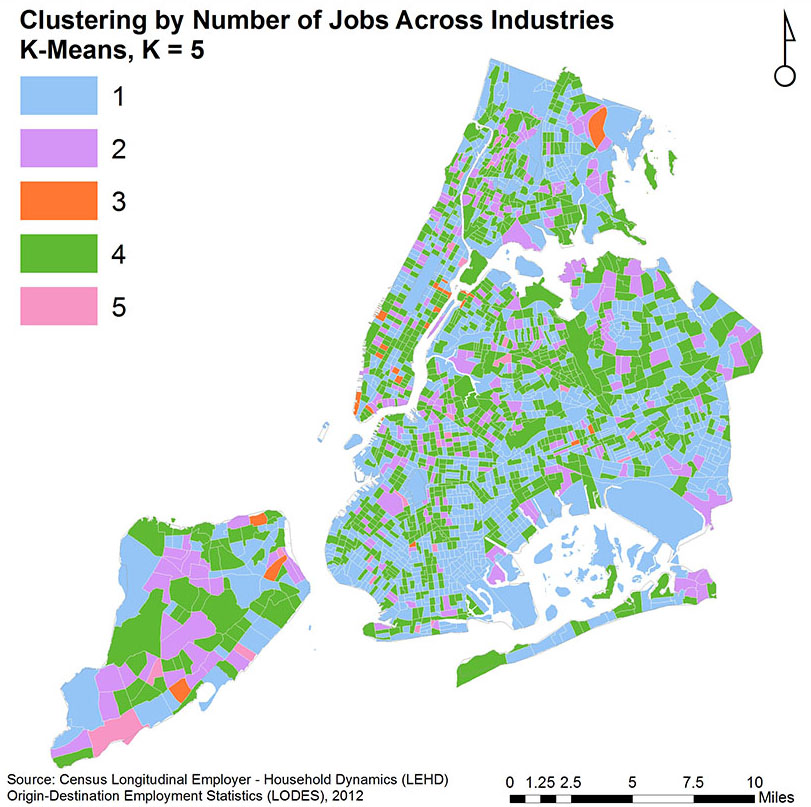 Clustering by Number of Jobs Across Industries
K-Means, K = 5
1
2
3
4
5
Source: Census Longitudinal Employer - Household Dynamics (LEHD)
Origin-Destination Employment Statistics (LODES), 2012
0 1.25 2.5 5 7.5 10
Miles